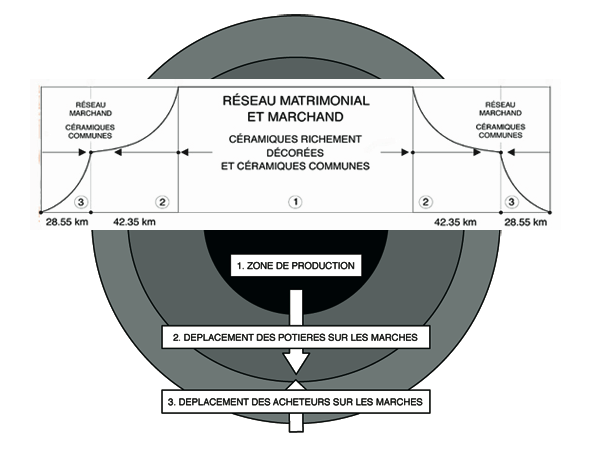 RÉSEAU
MARCHAND
CÉRAMIQUES
COMMUNES
RÉSEAU MATRIMONIAL
ET MARCHAND
CÉRAMIQUES RICHEMENT
DÉCORÉES
ET CÉRAMIQUES COMMUNES
RÉSEAU
MARCHAND
CÉRAMIQUES
COMMUNES
3 2 1 2 3
28.55 km 42.35 km 42.35 km 28.55 km
1. ZONE DE PRODUCTION
2. DEPLACEMENT DES POTIERES SUR LES MARCHES
3. DEPLACEMENT DES ACHETEURS SUR LES MARCHES